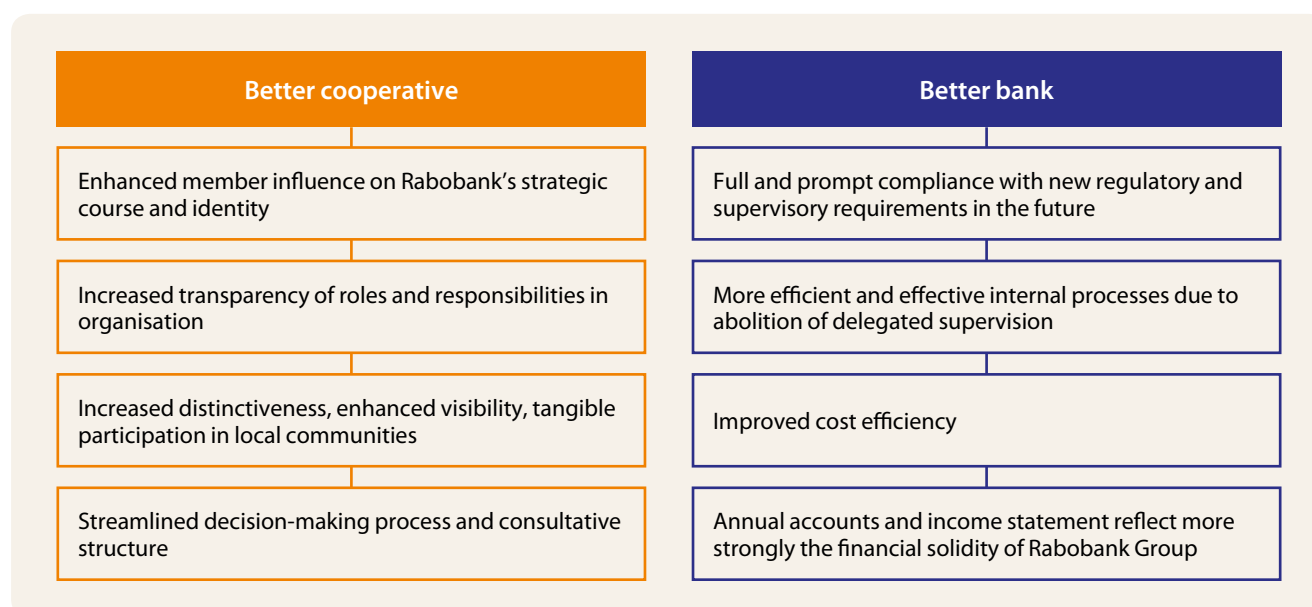 Better cooperative
Enhanced member influence on Rabobank’s strategic
course and identity
Increased transparency of roles and responsibilities in
organisation
Increased distinctiveness, enhanced visibility, tangible
participation in local communities
Streamlined decision-making process and consultative
structure
Better bank
Full and prompt compliance with new regulatory and
supervisory requirements in the future
More efficient and effective internal processes due to
abolition of delegated supervision
Improved cost efficiency
Annual accounts and income statement reflect more
strongly the financial solidity of Rabobank Group